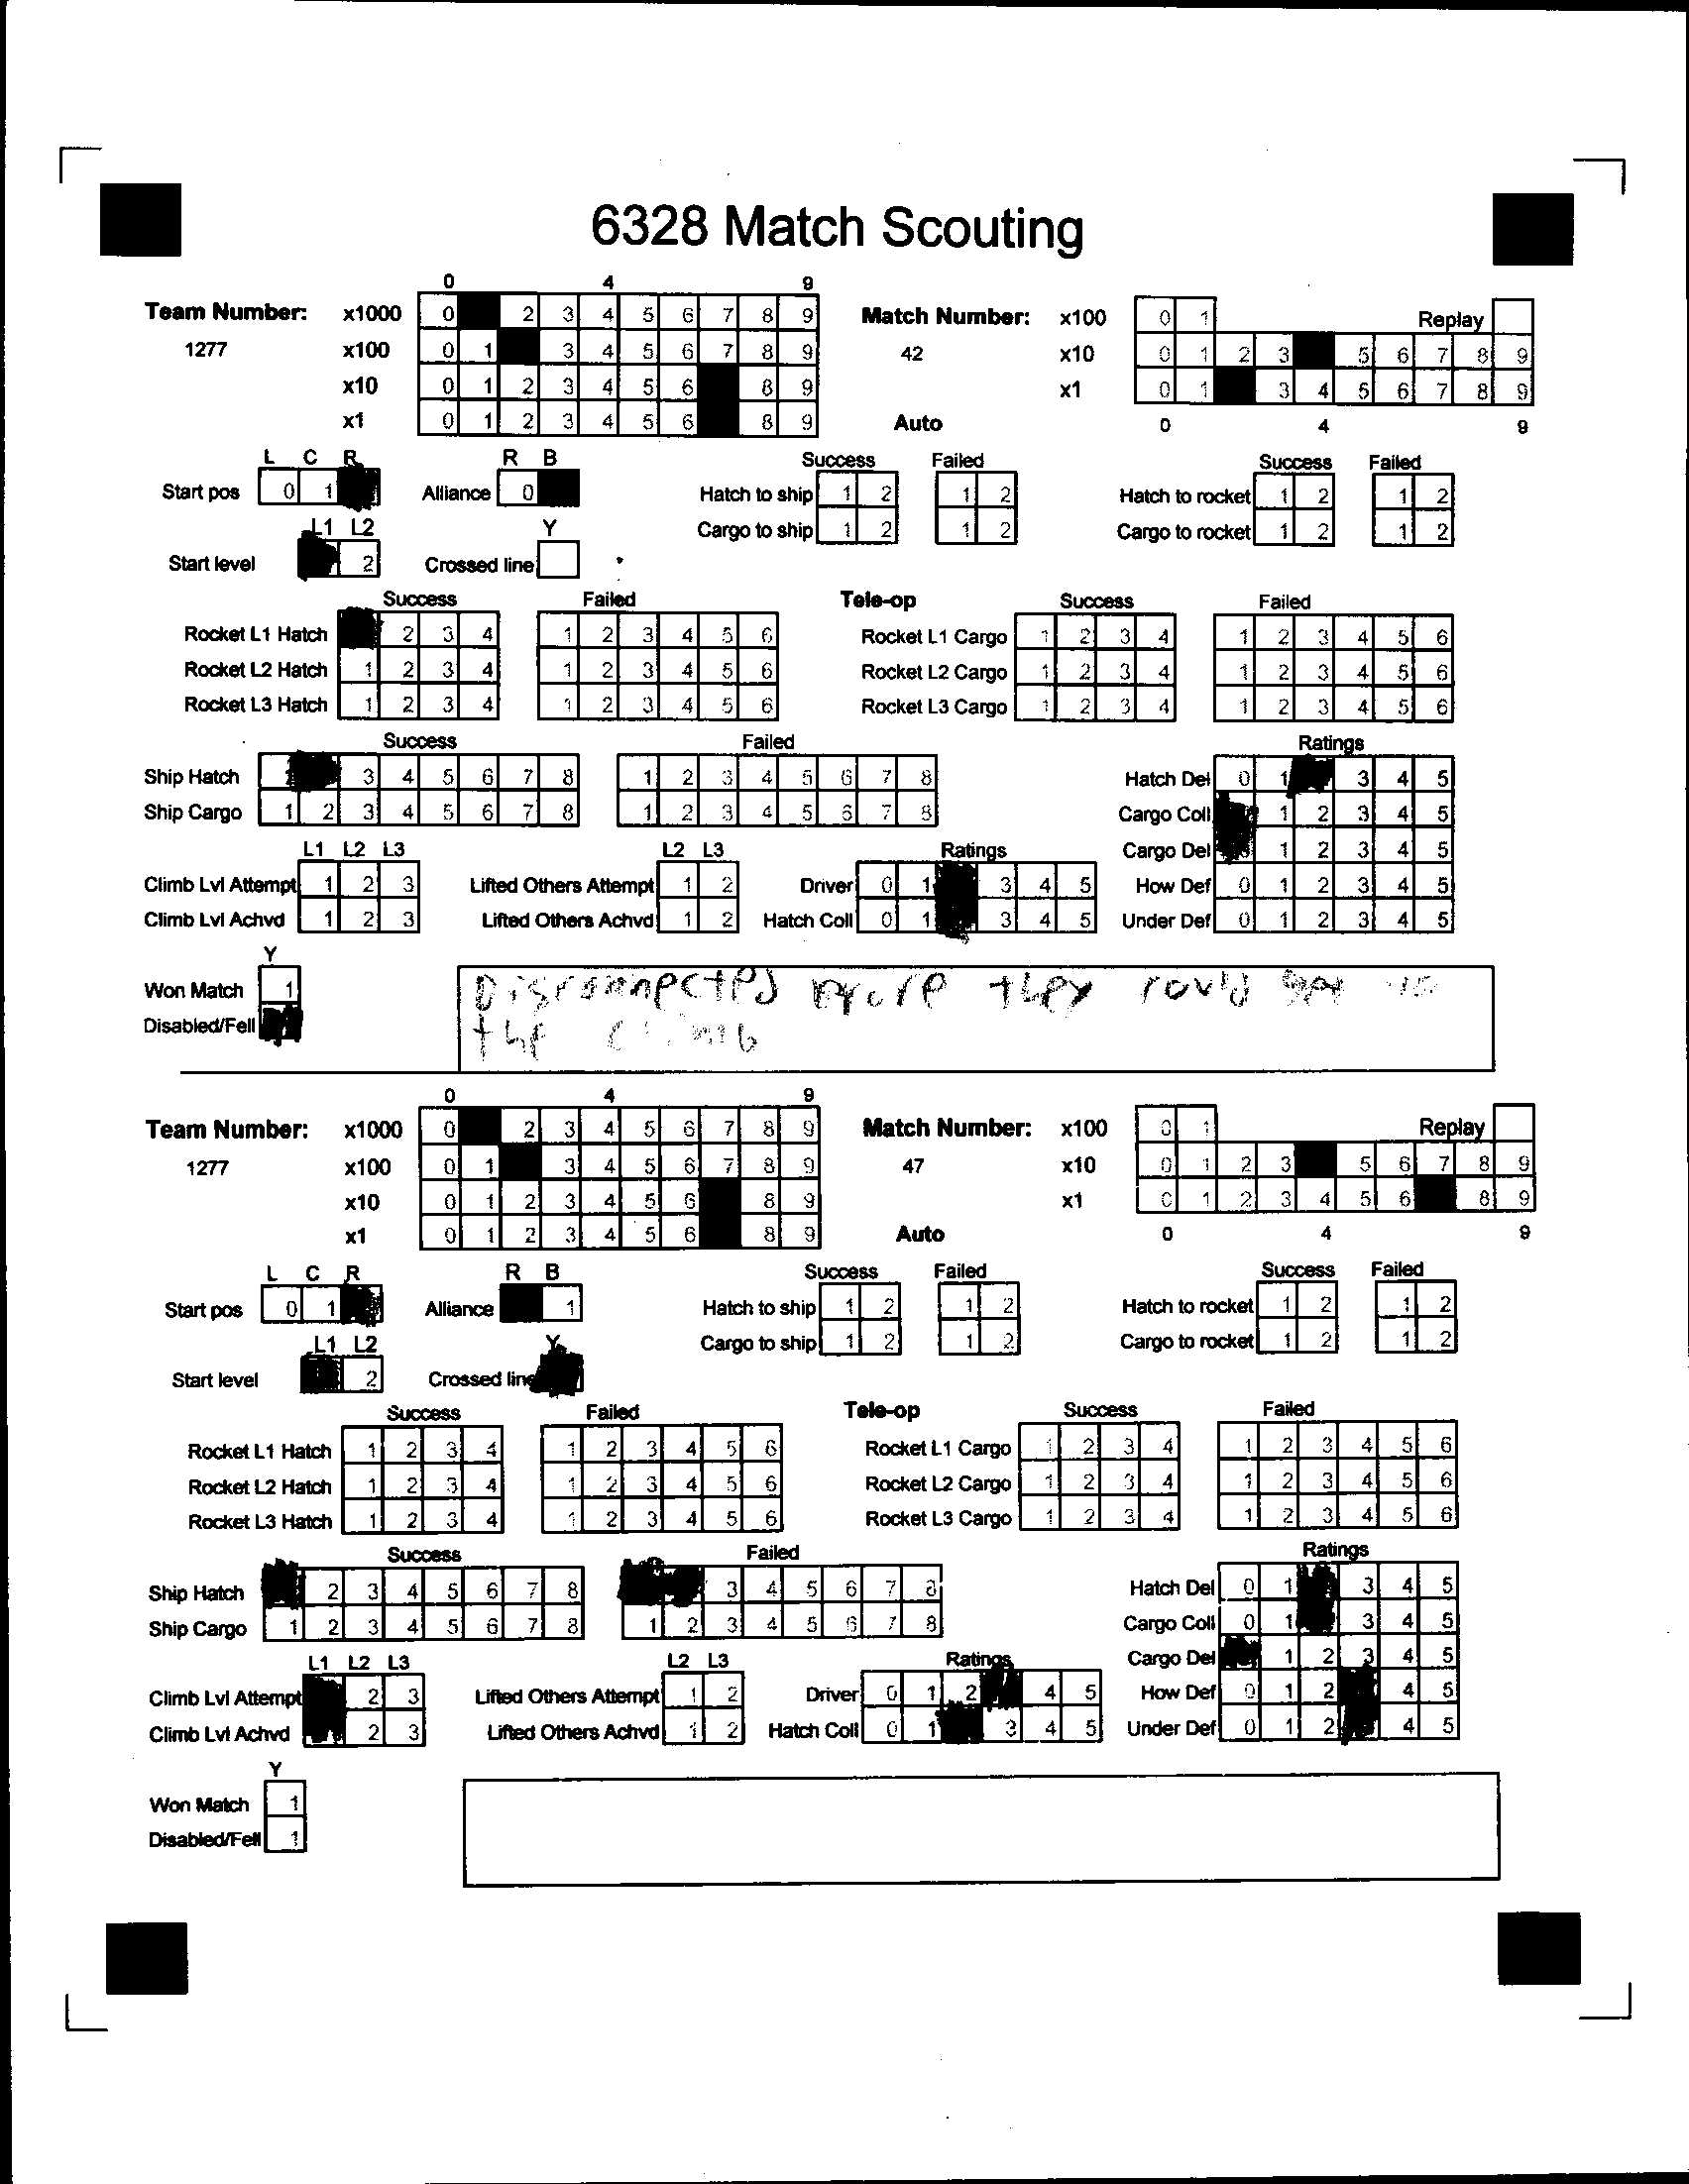 6328 Match Scouting
0 4 9
Team Number: x1000 0 2 3 4 5 6 7 8 9 Match Number: x100 0 1 Replay
1277 x100 0 1 3 4 5 6 7 8 9 42 x10 0 1 2 3 5 6 7 8 9
x10 0 1 2 3 4 5 6 8 9 x1 0 1 3 4 5 6 7 8 9
x1 0 1 2 3 4 5 6 8 9 Auto 0 4 9
L C R R B Success Failed Success Failed
Start pos 0 1 Alliance 0 Hatch to ship 1 2 1 2 Hatch to rocket 1 2 1 2
L1 L2 Y Cargo to ship 1 2 1 2 Cargo to rocket 1 2 1 2
Start level 2 Crossed line
Success Failed Tele-op Success Failed
Rocket L1 Hatch 2 3 4 1 2 3 4 5 6 Rocket L1 Cargo 1 2 3 4 1 2 3 4 5 6
Rocket L2 Hatch 1 2 3 4 1 2 3 4 5 6 Rocket L2 Cargo 1 2 3 4 1 2 3 4 5 6
Rocket L3 Hatch 1 2 3 4 1 2 3 4 5 6 Rocket L3 Cargo 1 2 3 4 1 2 3 4 5 6
Success Failed Ratings
Ship Hatch 3 4 5 6 7 8 1 2 3 4 5 6 7 8 Hatch Del 0 1 3 4 5
Ship Cargo 1 2 3 4 5 6 7 8 1 2 3 4 5 6 7 8 Cargo Coll 1 2 3 4 5
L1 L2 L3 L2 L3 Ratings Cargo Del 1 2 3 4 5
Climb Lvl Attempt 1 2 3 Lifted Others Attempt 1 2 Driver 0 1 3 4 5 How Def 0 1 2 3 4 5
Climb Lvl Achvd 1 2 3 Lifted Others Achvd 1 2 Hatch Coll 0 1 3 4 5 Under Def 0 1 2 3 4 5
Y
Won Match 1 Disconnected they could get to
Disabled/Fell the climb
0 4 9
Team Number: x1000 0 2 3 4 5 6 7 8 9 Match Number: x100 0 1 Replay
1277 x100 0 1 3 4 5 6 7 8 9 47 x10 0 1 2 3 5 6 7 8 9
x10 0 1 2 3 4 5 6 8 9 x1 0 1 2 3 4 5 6 8 9
x1 0 1 2 3 4 5 6 8 9 Auto 0 4 9
L C R R B Success Failed Success Failed
Start pos 0 1 Alliance 1 Hatch to ship 1 2 1 2 Hatch to rocket 1 2 1 2
L1 L2 Y Cargo to ship 1 2 1 2 Cargo to rocket 1 2 1 2
Start level 2 Crossed line
Success Failed Tele-op Success Failed
Rocket L1 Hatch 1 2 3 4 1 2 3 4 5 6 Rocket L1 Cargo 1 2 3 4 1 2 3 4 5 6
Rocket L2 Hatch 1 2 3 4 1 2 3 4 5 6 Rocket L2 Cargo 1 2 3 4 1 2 3 4 5 6
Rocket L3 Hatch 1 2 3 4 1 2 3 4 5 6 Rocket L3 Cargo 1 2 3 4 1 2 3 4 5 6
Success Failed Ratings
Ship Hatch 2 3 4 5 6 7 8 3 4 5 6 7 8 Hatch Del 0 1 3 4 5
Ship Cargo 1 2 3 4 5 6 7 8 1 2 3 4 5 6 7 8 Cargo Coll 0 1 3 4 5
L1 L2 L3 L2 L3 Ratings Cargo Del 1 2 3 4 5
Climb Lvl Attempt 2 3 Lifted Others Attempt 1 2 Driver 0 1 2 4 5 How Def 0 1 2 4 5
Climb Lvl Achvd 2 3 Lifted Others Achvd 1 2 Hatch Coll 0 1 3 4 5 Under Def 0 1 2 4 5
Y
Won Match 1
Disabled/Fell 1